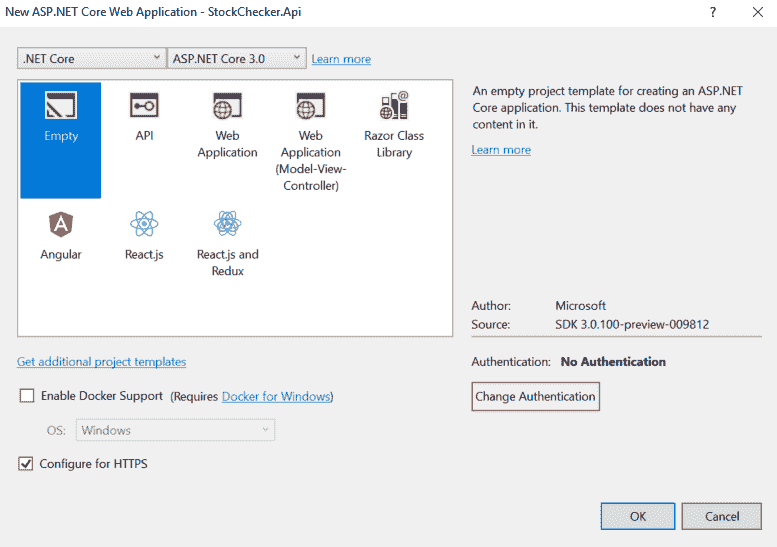 New ASP.NET Core Web Application - StockChecker.Api
?
.NET Core
ASP.NET Core 3.0
Learn more
Empty
API
Web
Application
Web
Application
(Model-View-
Controller)
Razor Class
Library
Angular
React.js
React.js and
Redux
An empty project template for creating an ASP.NET
Core application. This template does not have any
content in it.
Learn more
Author: Microsoft
Source: SDK 3.0.100-preview-009812
Get additional project templates
Authentication: No Authentication
Change Authentication
Enable Docker Support (Requires Docker for Windows)
OS: Windows
Configure for HTTPS
OK
Cancel